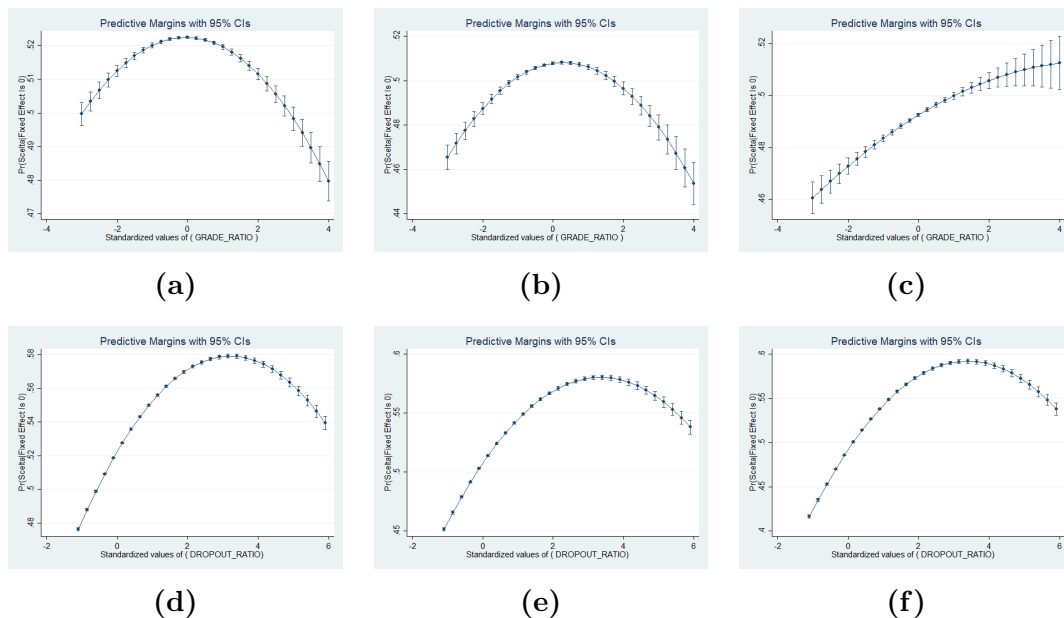 Predictive Margins with 95% CIs
Pr(Scelta|Fixed Effect Is 0)
.52
.51
.5
.49
.48
.47
-4 -2 0 2 4
Standardized values of ( GRADE_RATIO )
(a)
Predictive Margins with 95% CIs
Pr(Scelta|Fixed Effect Is 0)
.52
.5
.48
.46
.44
-4 -2 0 2 4
Standardized values of ( GRADE_RATIO )
(b)
Predictive Margins with 95% CIs
Pr(Scelta|Fixed Effect Is 0)
.52
.5
.48
.46
-4 -2 0 2 4
Standardized values of ( GRADE_RATIO )
(c)
Predictive Margins with 95% CIs
Pr(Scelta|Fixed Effect Is 0)
.58
.56
.54
.52
.5
.48
-2 0 2 4 6
Standardized values of ( DROPOUT_RATIO)
(d)
Predictive Margins with 95% CIs
Pr(Scelta|Fixed Effect Is 0)
.6
.55
.5
.45
-2 0 2 4 6
Standardized values of ( DROPOUT_RATIO)
(e)
Predictive Margins with 95% CIs
Pr(Scelta|Fixed Effect Is 0)
.6
.55
.5
.45
.4
-2 0 2 4 6
Standardized values of ( DROPOUT_RATIO)
(f)